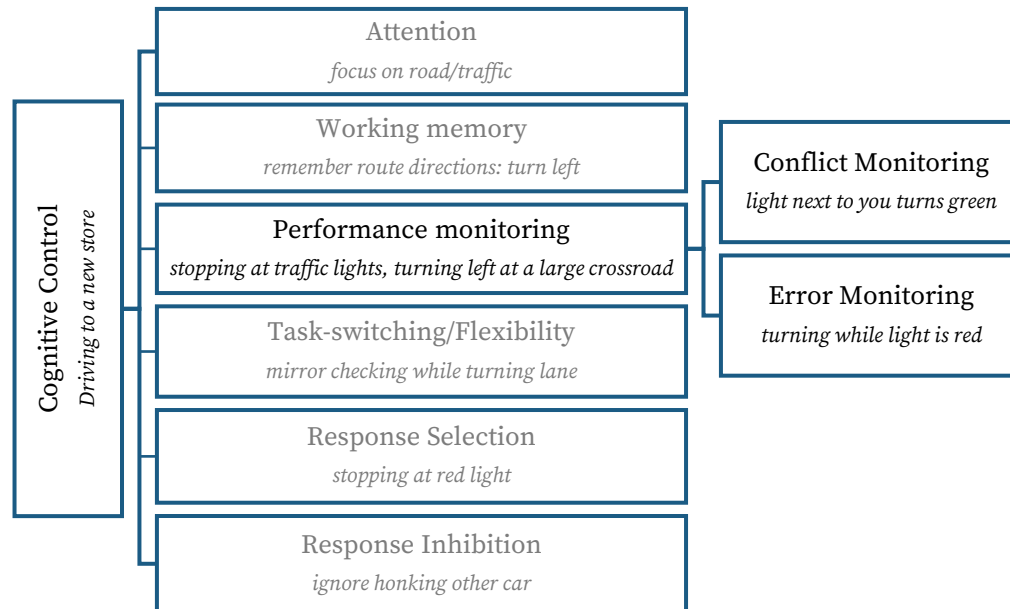 Cognitive Control
Driving to a new store
Attention
focus on road/traffic
Working memory
remember route directions: turn left
Performance monitoring
stopping at traffic lights, turning left at a large crossroad
Task-switching/Flexibility
mirror checking while turning lane
Response Selection
stopping at red light
Response Inhibition
ignore honking other car
Conflict Monitoring
light next to you turns green
Error Monitoring
turning while light is red